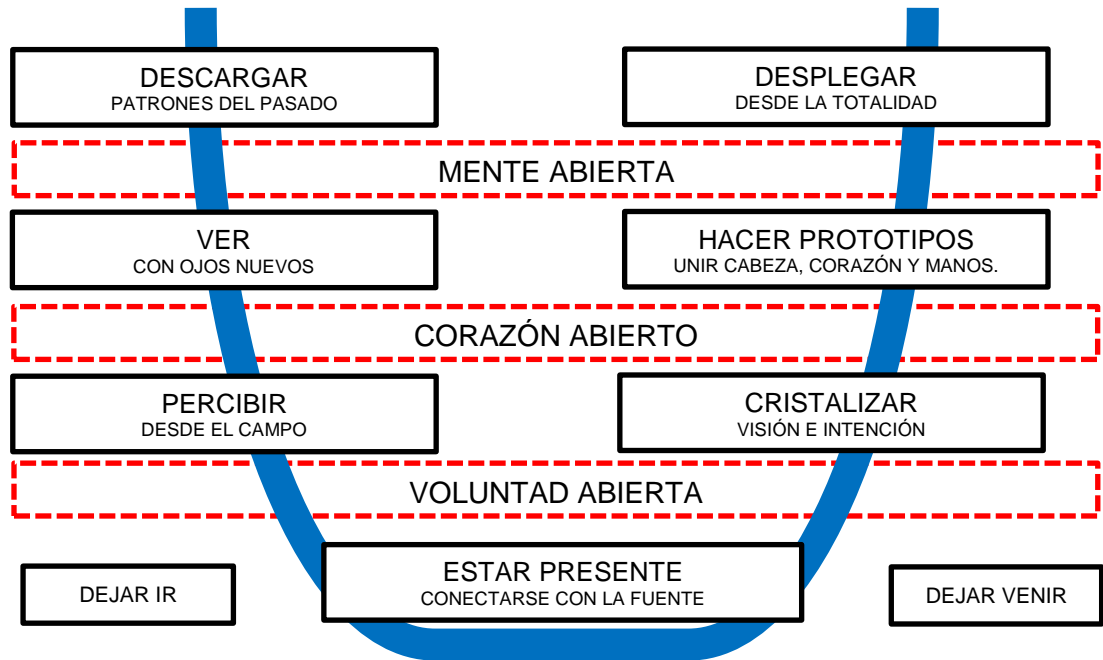 DESCARGAR
PATRONES DEL PASADO
DESPLEGAR
DESDE LA TOTALIDAD
MENTE ABIERTA
VER
CON OJOS NUEVOS
HACER PROTOTIPOS
UNIR CABEZA, CORAZÓN Y MANOS.
CORAZÓN ABIERTO
PERCIBIR
DESDE EL CAMPO
CRISTALIZAR
VISIÓN E INTENCIÓN
VOLUNTAD ABIERTA
DEJAR IR
ESTAR PRESENTE
CONECTARSE CON LA FUENTE
DEJAR VENIR